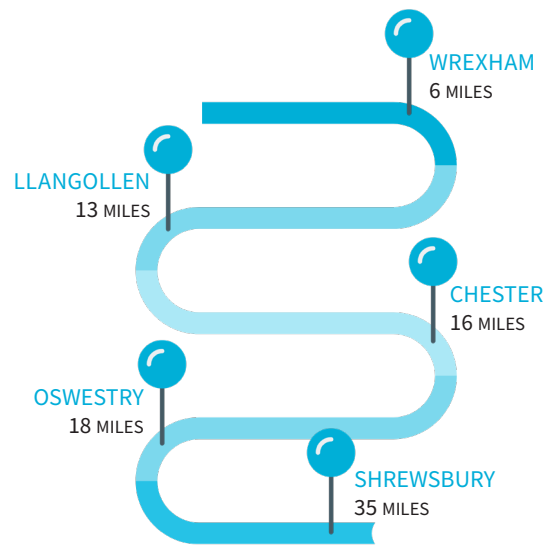 WREXHAM
6 MILES
LLANGOLLEN
13 MILES
CHESTER
16 MILES
OSWESTRY
18 MILES
SHREWSBURY
35 MILES